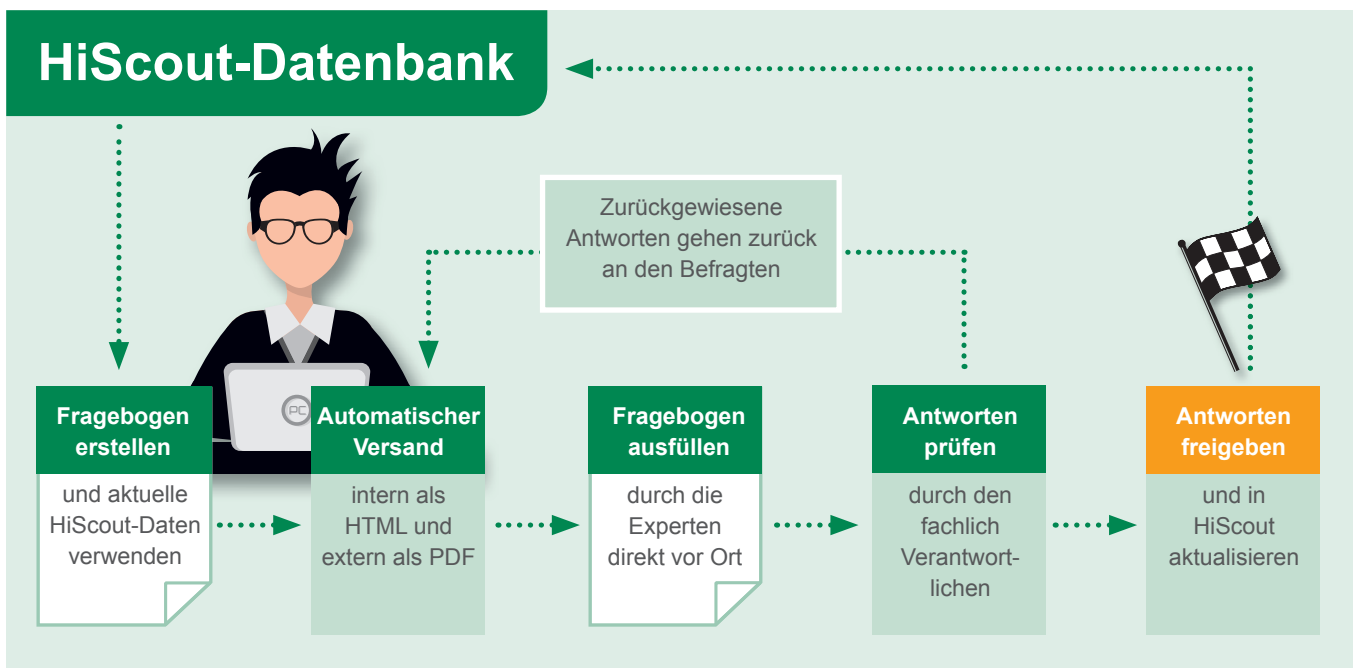 HiScout-Datenbank
Zurückgewiesene
Antworten gehen zurück
an den Befragten
Fragebogen
erstellen
und aktuelle
HiScout-Daten
verwenden
PC
Automatischer
Versand
intern als
HTML und
extern als PDF
Fragebogen
ausfüllen
durch die
Experten
direkt vor Ort
Antworten
prüfen
durch den
fachlich
Verantwort-
lichen
Antworten
freigeben
und in
HiScout
aktualisieren